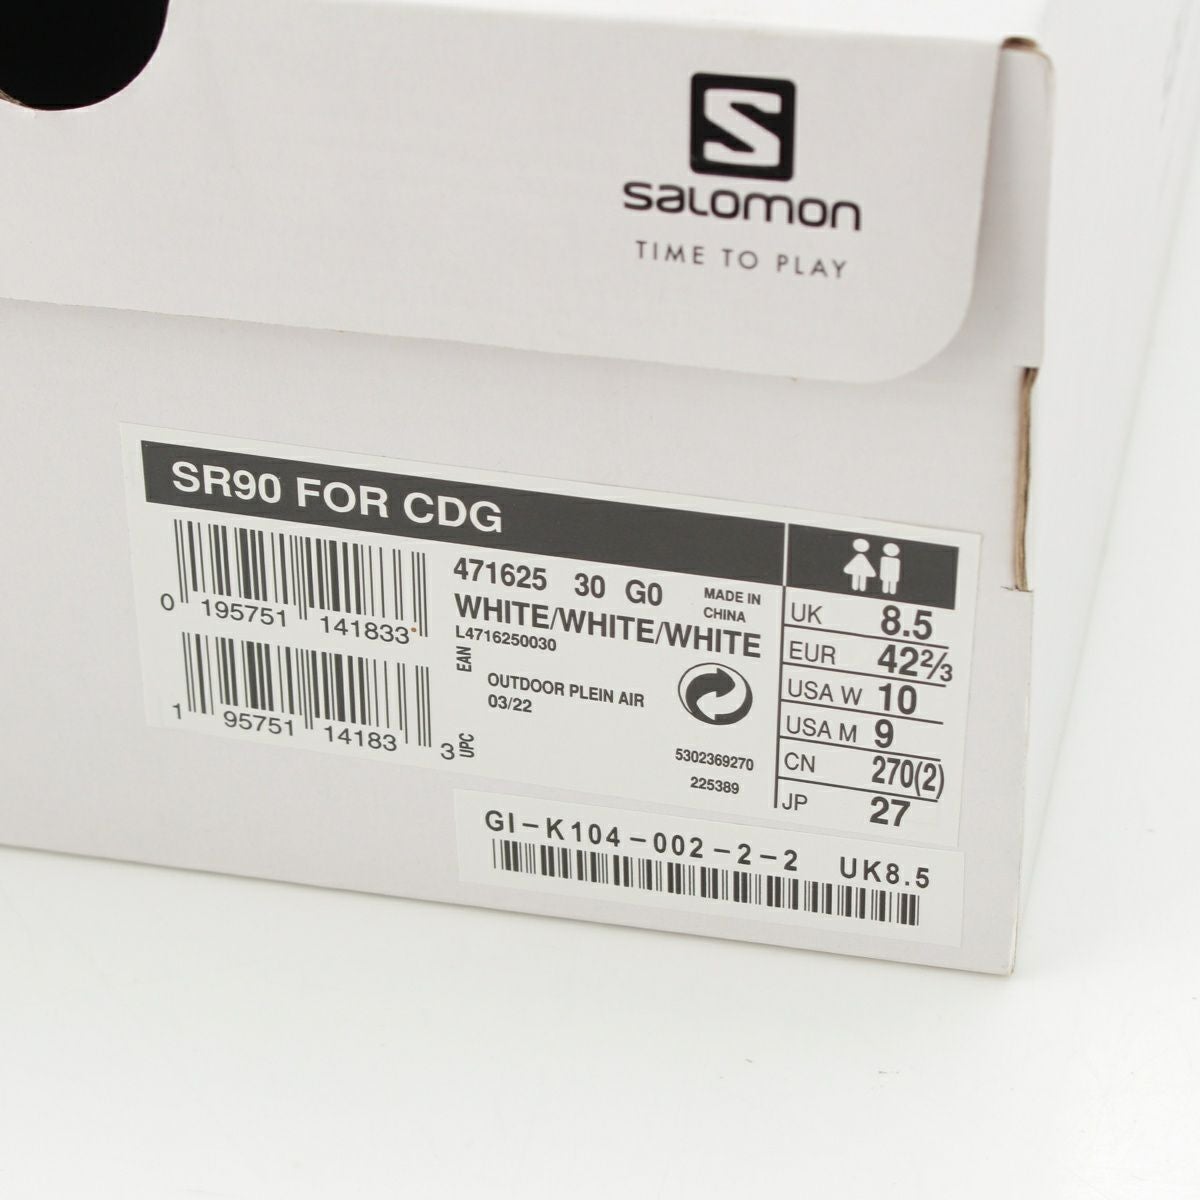 S
salomon
TIME TO PLAY
SR90 FOR CDG
0 195751 141833
EAN
1 95751 14183 3
UPC
471625 30 G0
MADE IN CHINA
WHITE/WHITE/WHITE
L4716250030
OUTDOOR PLEIN AIR
03/22
5302369270
225389
UK 8.5
EUR 42⅔
USA W 10
USA M 9
CN 270(2)
JP 27
GI-K104-002-2-2 UK8.5